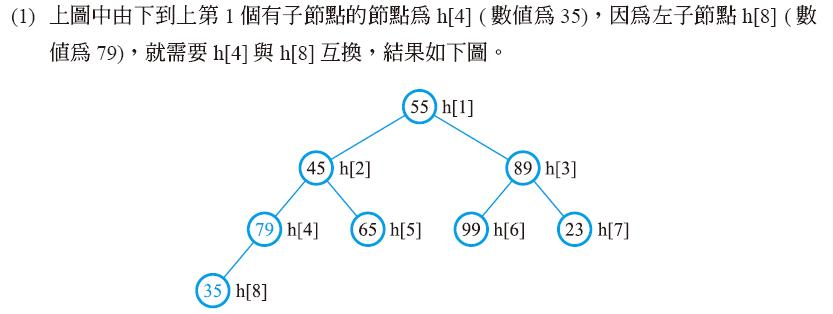 (1) 上圖中由下到上第 1 個有子節點的節點爲 h[4] ( 數值爲 35)，因爲左子節點 h[8] ( 數
值爲 79)，就需要 h[4] 與 h[8] 互換，結果如下圖。
55 h[1]
45 h[2] 89 h[3]
79 h[4] 65 h[5] 99 h[6] 23 h[7]
35 h[8]